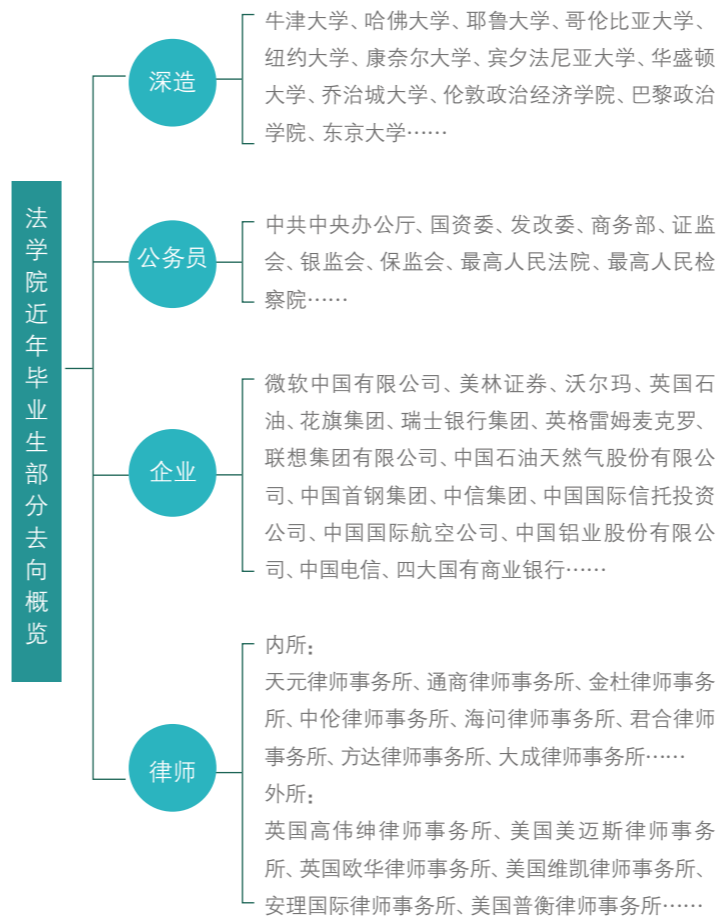 法学院近年毕业生部分去向概览
深造
牛津大学、哈佛大学、耶鲁大学、哥伦比亚大学、
纽约大学、康奈尔大学、宾夕法尼亚大学、华盛顿
大学、乔治城大学、伦敦政治经济学院、巴黎政治
学院、东京大学……
公务员
中共中央办公厅、国资委、发改委、商务部、证监
会、银监会、保监会、最高人民法院、最高人民检
察院……
企业
微软中国有限公司、美林证券、沃尔玛、英国石
油、花旗集团、瑞士银行集团、英格雷姆麦克罗、
联想集团有限公司、中国石油天然气股份有限公
司、中国首钢集团、中信集团、中国国际信托投资
公司、中国国际航空公司、中国铝业股份有限公
司、中国电信、四大国有商业银行……
律师
内所：
天元律师事务所、通商律师事务所、金杜律师事务
所、中伦律师事务所、海问律师事务所、君合律师
事务所、方达律师事务所、大成律师事务所……
外所：
英国高伟绅律师事务所、美国美迈斯律师事务
所、英国欧华律师事务所、美国维凯律师事务所、
安理国际律师事务所、美国普衡律师事务所……